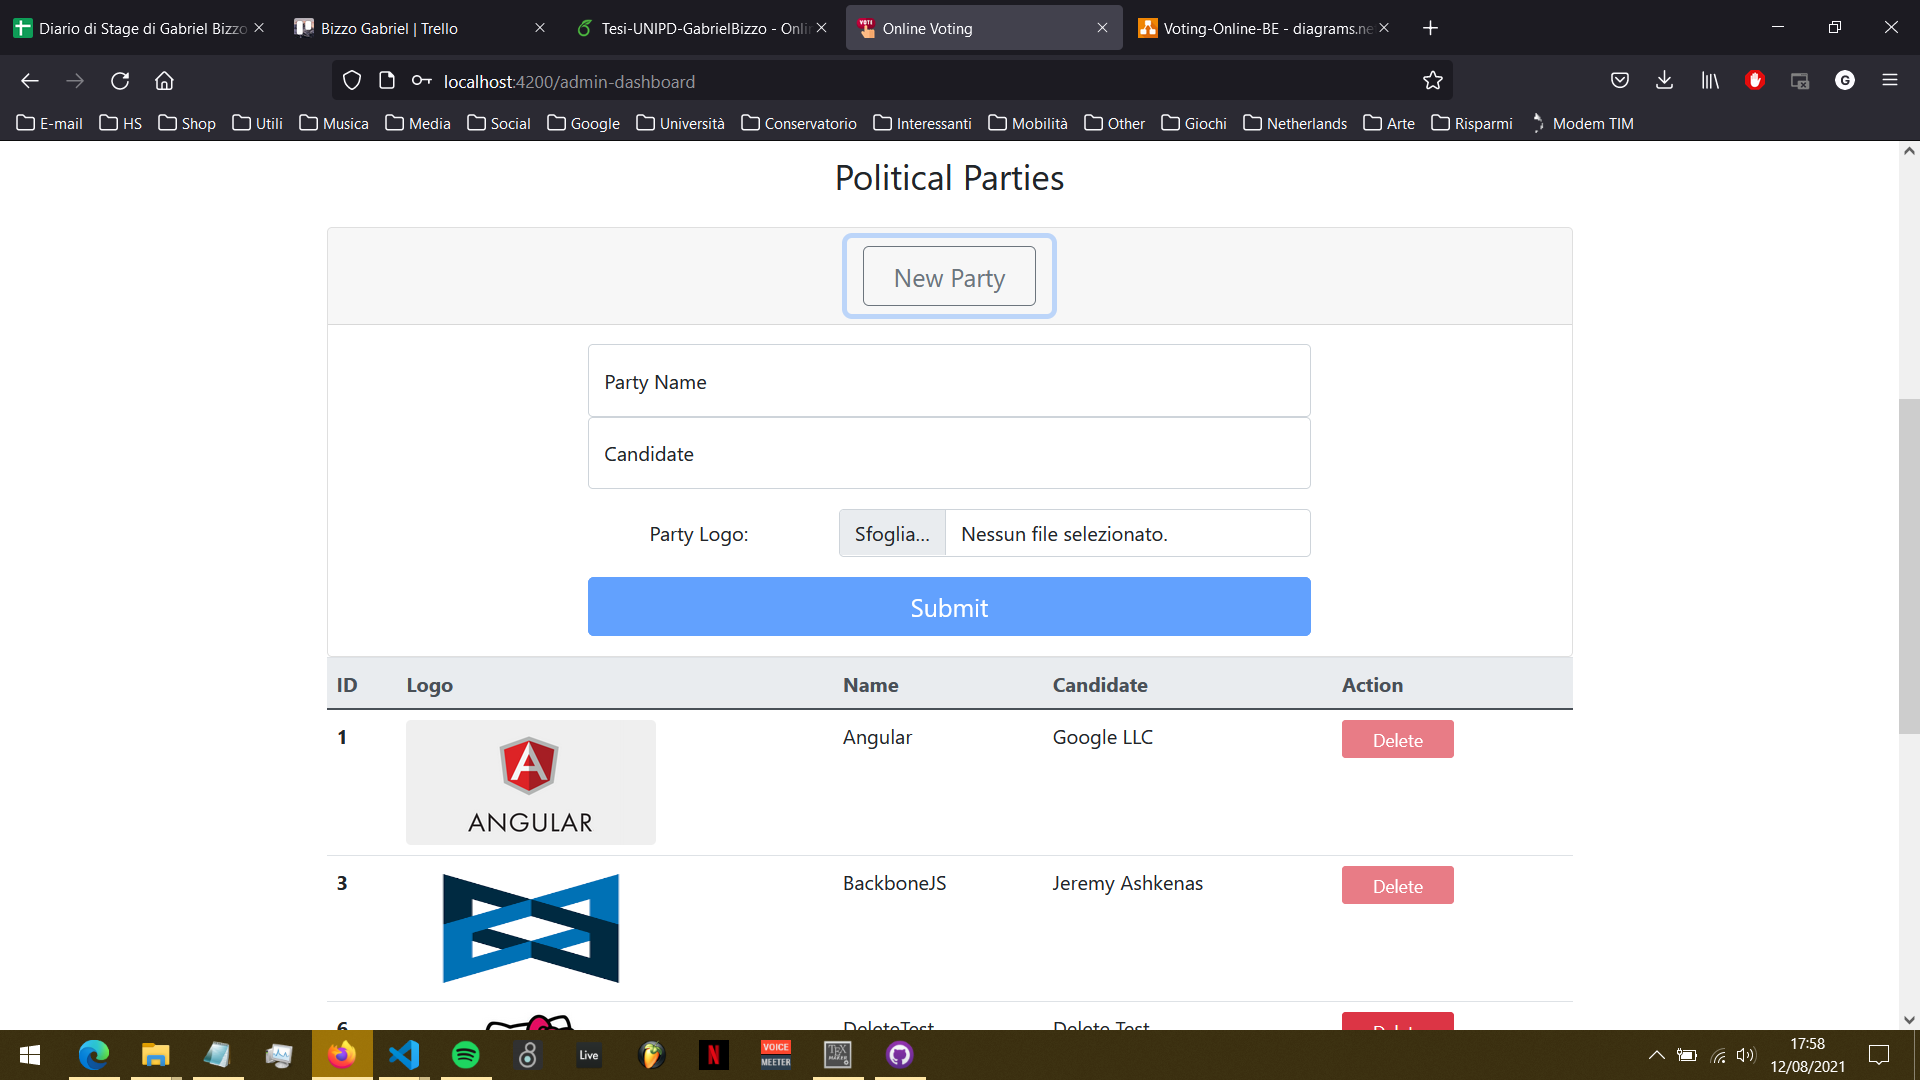 Diario di Stage di Gabriel Bizzo
Bizzo Gabriel | Trello
Tesi-UNIPD-GabrielBizzo - Onli
Online Voting
Voting-Online-BE - diagrams.ne
localhost:4200/admin-dashboard
G
E-mail HS Shop Utili Musica Media Social Google Università Conservatorio Interessanti Mobilità Other Giochi Netherlands Arte Risparmi Modem TIM
Political Parties
New Party
Party Name
Candidate
Party Logo: Sfoglia... Nessun file selezionato.
Submit
ID Logo Name Candidate Action
1 ANGULAR Angular Google LLC Delete
3 BackboneJS Jeremy Ashkenas Delete
6 DeleteTest Delete Test Delete
Live
N
VOICE
MEETER
17:58
12/08/2021